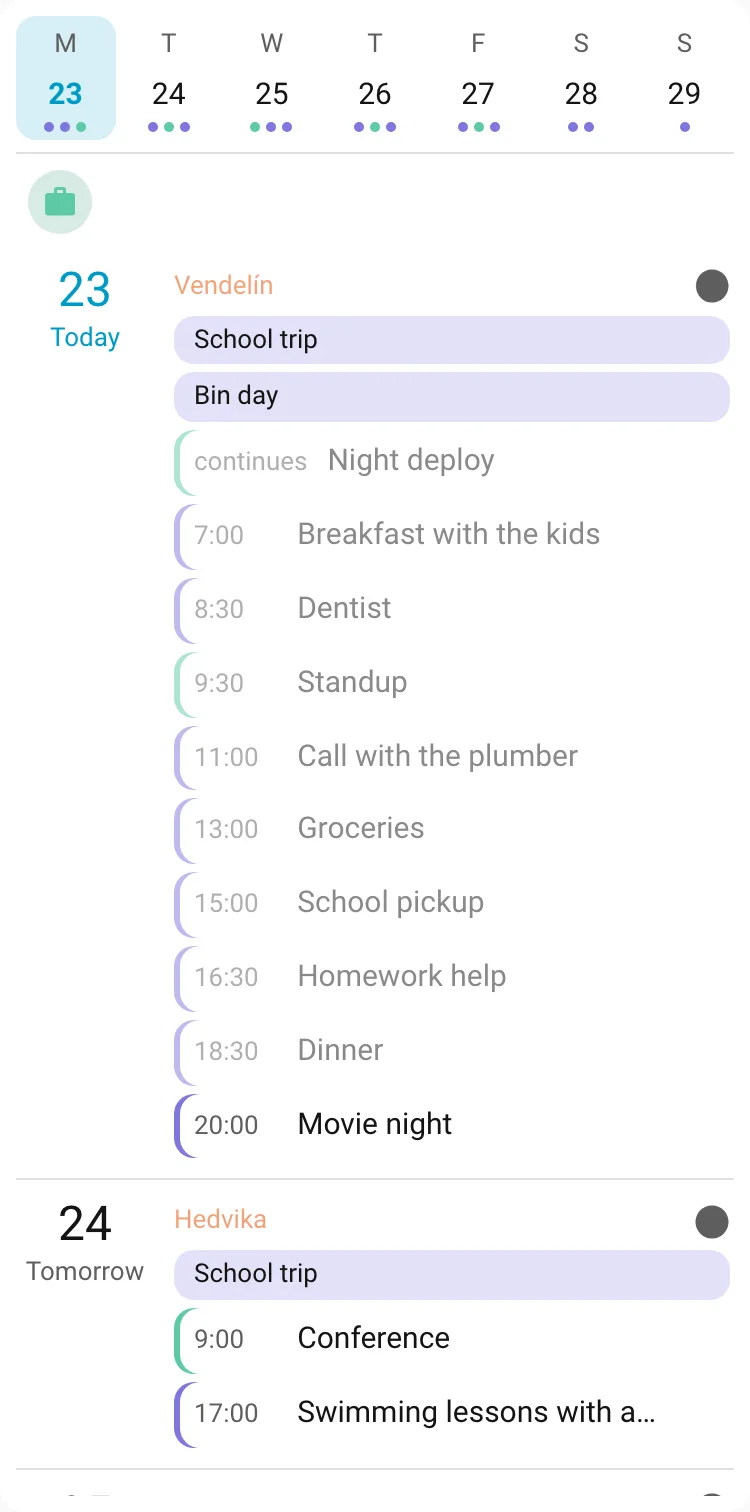 M T W T F S S
23 24 25 26 27 28 29
23 Vendelín
Today
School trip
Bin day
continues Night deploy
7:00 Breakfast with the kids
8:30 Dentist
9:30 Standup
11:00 Call with the plumber
13:00 Groceries
15:00 School pickup
16:30 Homework help
18:30 Dinner
20:00 Movie night
24 Hedvika
Tomorrow
School trip
9:00 Conference
17:00 Swimming lessons with a…